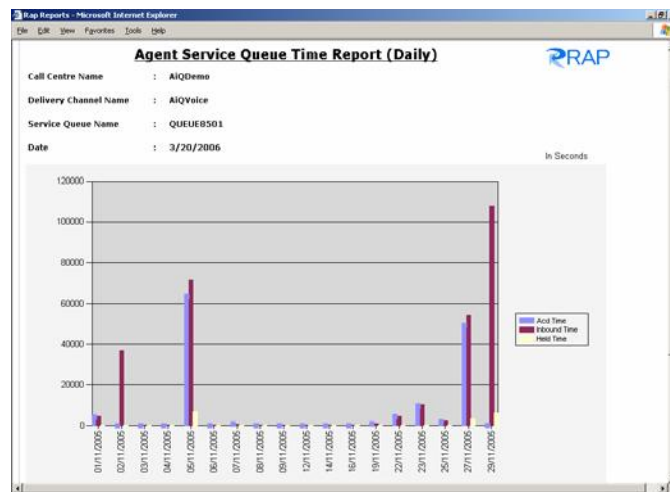 Rap Reports - Microsoft Internet Explorer
File Edit View Favorites Tools Help
Agent Service Queue Time Report (Daily)
RAP
Call Centre Name : AiQDemo
Delivery Channel Name : AiQVoice
Service Queue Name : QUEUE8501
Date : 3/20/2006
In Seconds
120000
100000
80000
60000
40000
20000
0
Acd Time
Inbound Time
Held Time
01/11/2005 02/11/2005 03/11/2005 04/11/2005 05/11/2005 06/11/2005 07/11/2005 08/11/2005 09/11/2005 12/11/2005 14/11/2005 16/11/2005 19/11/2005 22/11/2005 23/11/2005 25/11/2005 27/11/2005 29/11/2005